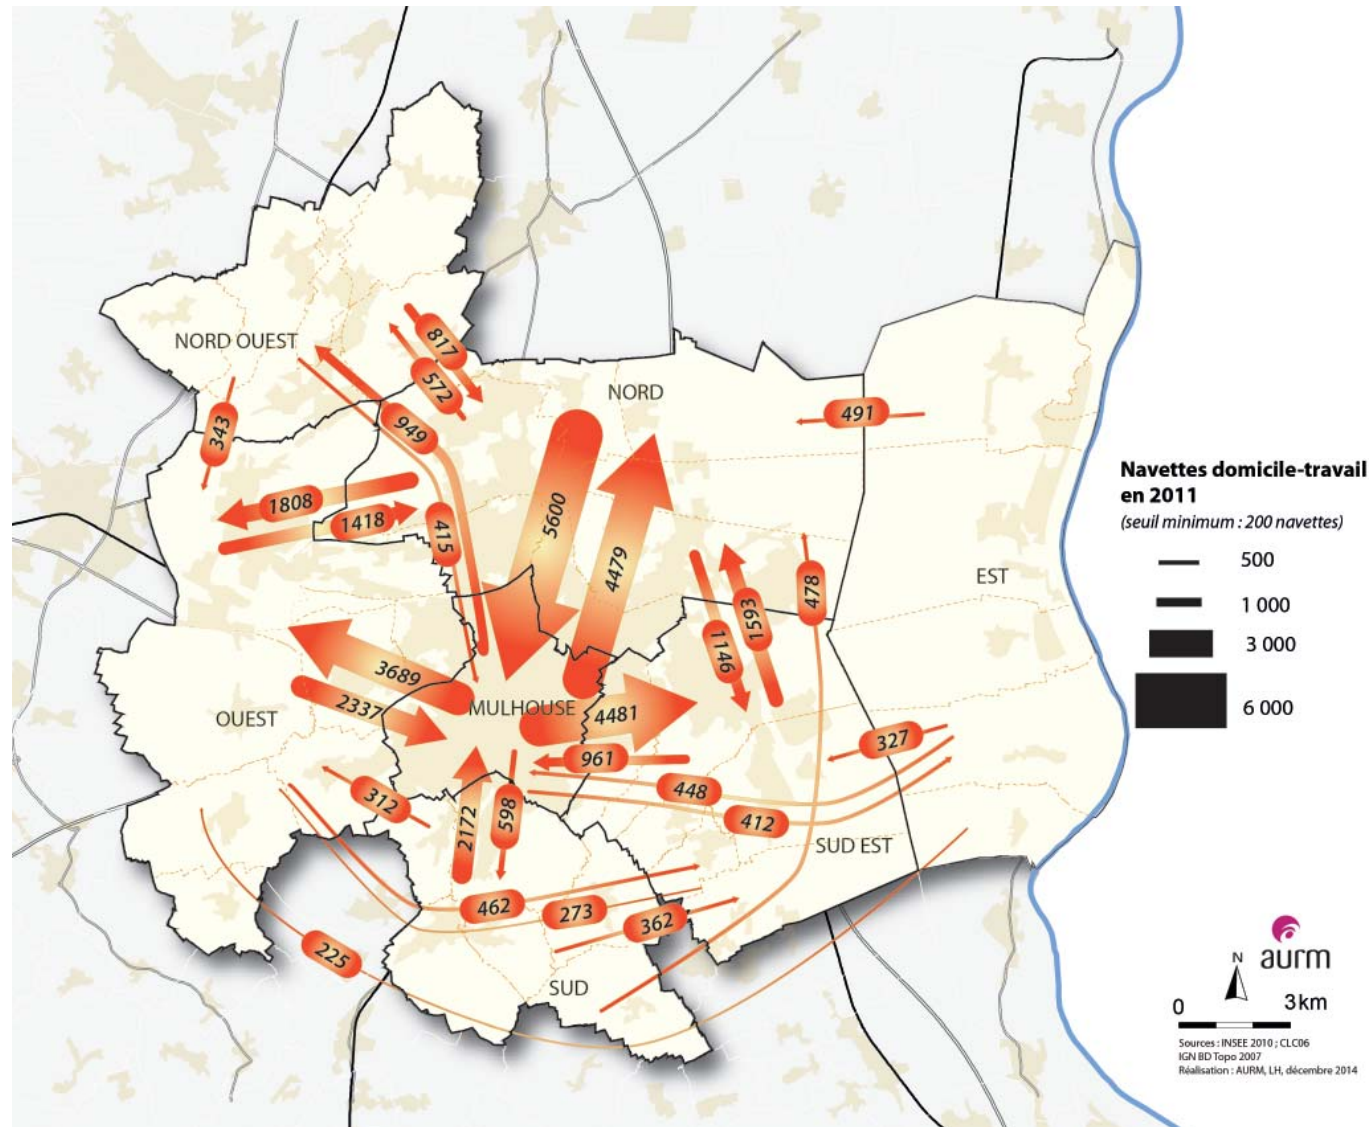 817
NORD OUEST
572
NORD
491
949
343
Navettes domicile-travail
en 2011
(seuil minimum : 200 navettes)
1808
1418
415
5600
4479
500
EST
478
1593
1 000
1146
3 000
3689
2337
OUEST
MULHOUSE
4481
6 000
961
327
448
312
2172
598
412
SUD EST
462
273
362
225
SUD
N
aurm
0
3 km
Sources : INSEE 2010 ; CLC06
IGN BD Topo 2007
Réalisation : AURM, LH, décembre 2014